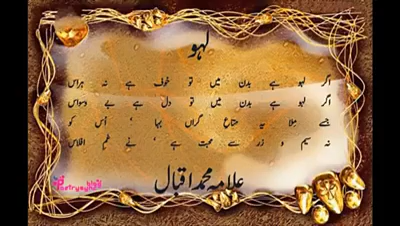 لہو
اگر لہو ہے بدن میں تو خوف ہے نہ ہراس
اگر لہو ہے بدن میں تو دل ہے بے وسواس
جسے ملا یہ متاع گراں بہا ' اُس کو
نہ سیم و زر سے محبت ہے ' نے غم افلاس
علامہ محمد اقبال